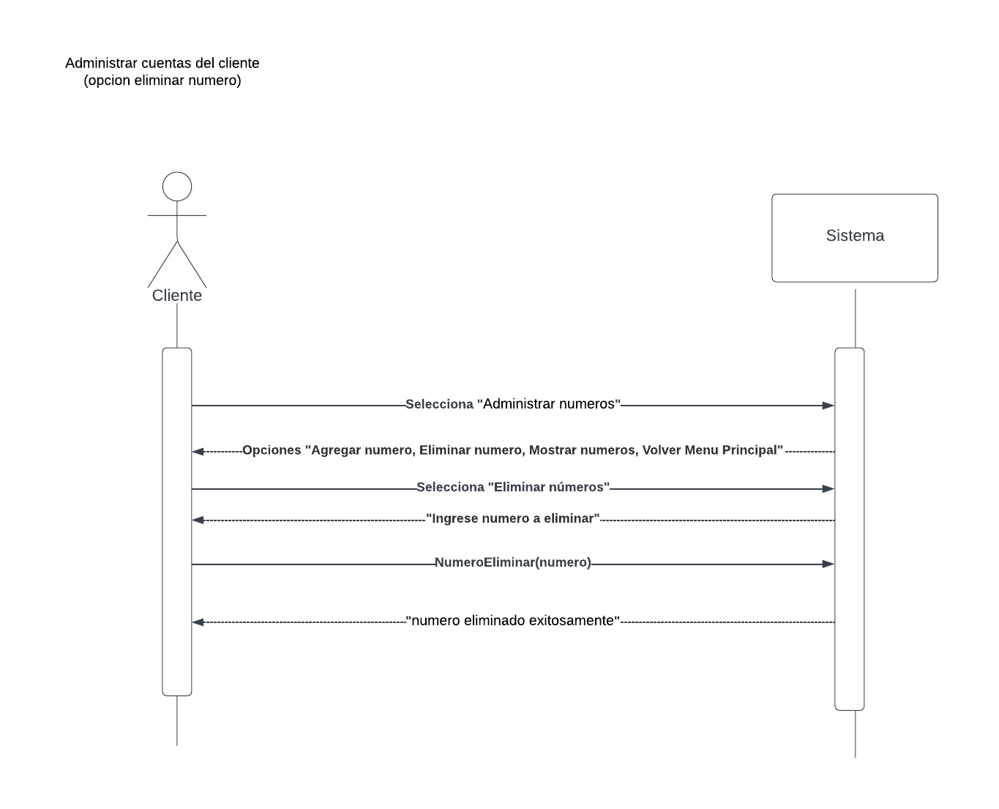 Administrar cuentas del cliente
(opcion eliminar numero)
Sistema
Cliente
Selecciona "Administrar numeros"
Opciones "Agregar numero, Eliminar numero, Mostrar numeros, Volver Menu Principal"
Selecciona "Eliminar números"
"Ingrese numero a eliminar"
NumeroEliminar(numero)
"numero eliminado exitosamente"